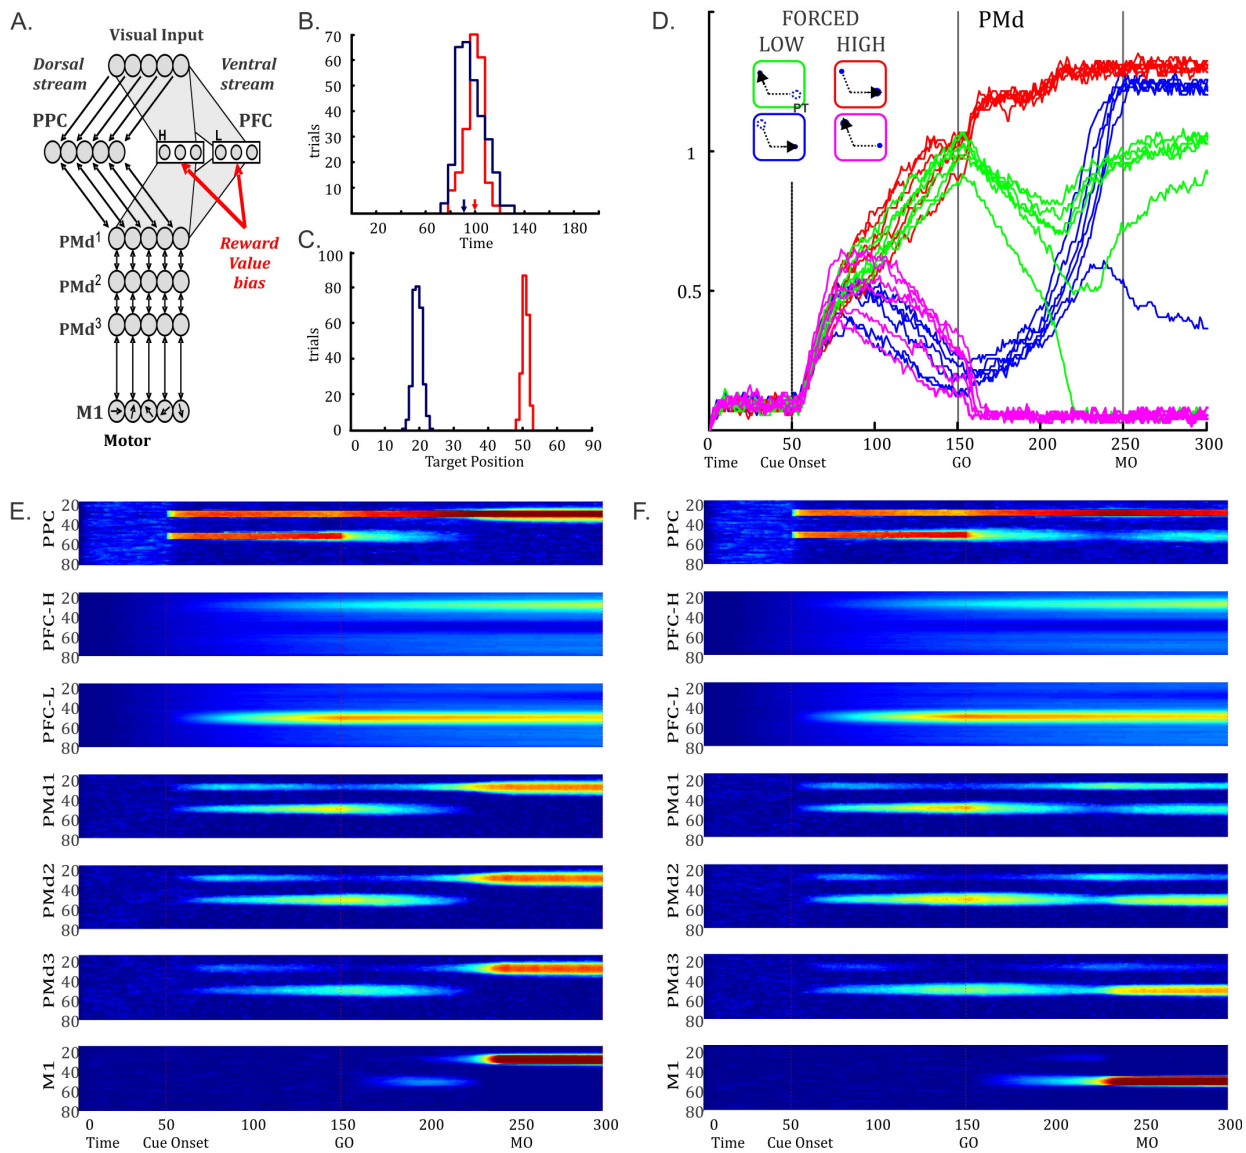 A.
Visual Input
Dorsal stream
Ventral stream
PPC
PFC
H
L
PMd1
PMd2
PMd3
Reward Value bias
M1
Motor
B.
trials
70
60
50
40
30
20
10
20
60
100
140
180
Time
C.
trials
100
80
60
40
20
0
0
10
20
30
40
50
60
90
Target Position
D.
FORCED
LOW
HIGH
PT
PMd
1
0.5
0
50
100
150
200
250
300
Time
Cue Onset
GO
MO
E.
PPC
20
40
60
80
PFC-H
20
40
60
80
PFC-L
20
40
60
80
PMd1
20
40
60
80
PMd2
20
40
60
80
PMd3
20
40
60
80
M1
20
40
60
80
0
50
100
150
200
250
300
Time
Cue Onset
GO
MO
F.
PPC
20
40
60
80
PFC-H
20
40
60
80
PFC-L
20
40
60
80
PMd1
20
40
60
80
PMd2
20
40
60
80
PMd3
20
40
60
80
M1
20
40
60
80
0
50
100
150
200
250
300
Time
Cue Onset
GO
MO